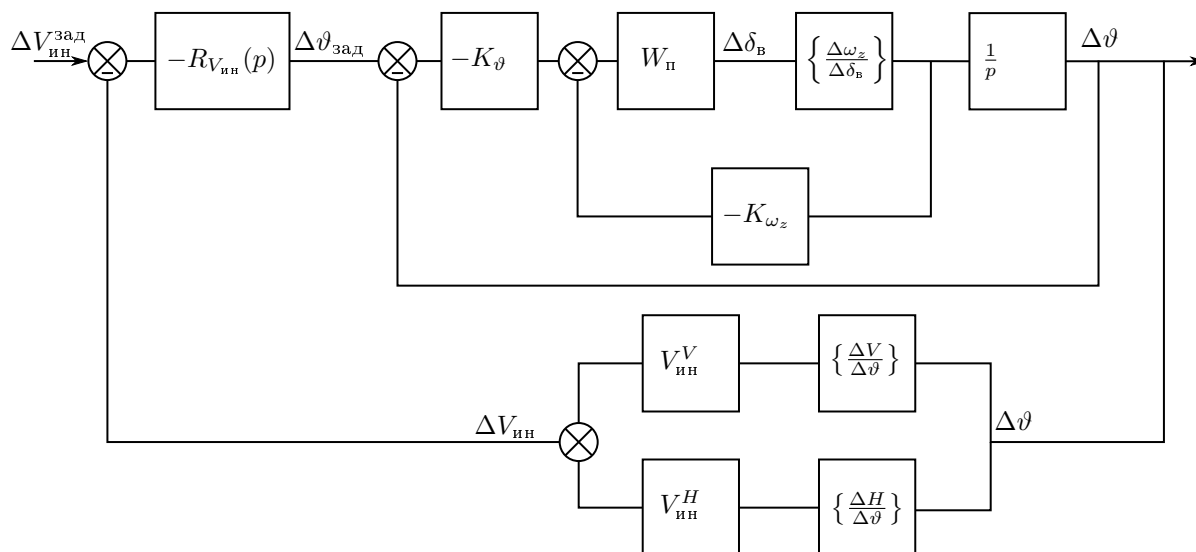 ΔV_ин^зад
−R_{V_ин}(p)
Δϑ_зад
−K_ϑ
W_п
Δδ_в
{Δω_z/Δδ_в}
1/p
Δϑ
−K_{ω_z}
V_ин^V
{ΔV/Δϑ}
ΔV_ин
Δϑ
V_ин^H
{ΔH/Δϑ}